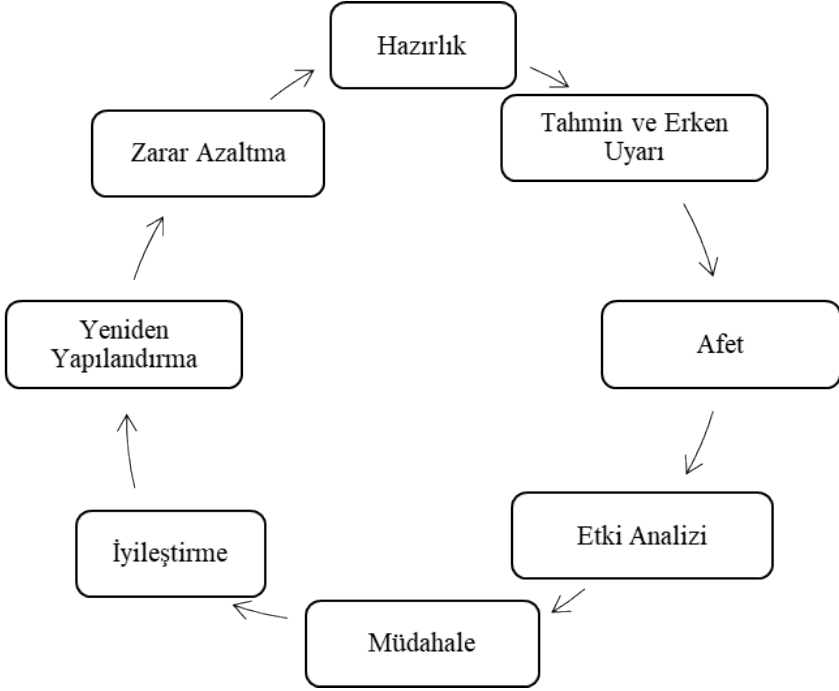 Hazırlık
Tahmin ve Erken
Uyarı
Afet
Etki Analizi
Müdahale
İyileştirme
Yeniden
Yapılandırma
Zarar Azaltma